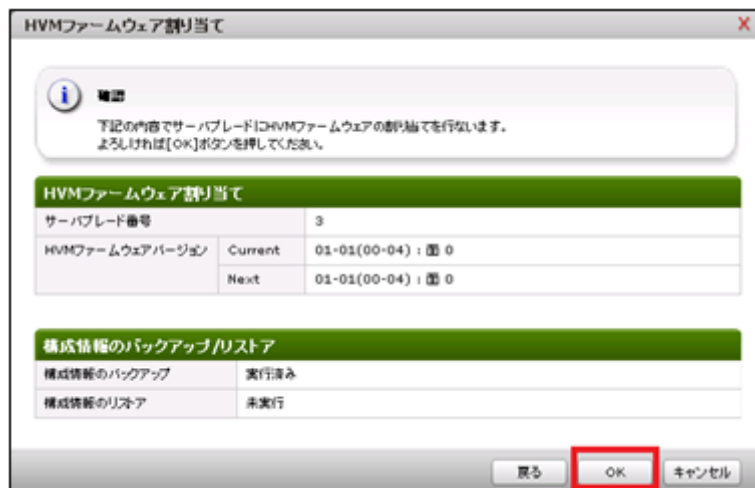 HVMファームウェア割り当て X
確認
下記の内容でサーバブレードにHVMファームウェアの割り当てを行ないます。
よろしければ[OK]ボタンを押してください。
HVMファームウェア割り当て
サーバブレード番号 3
HVMファームウェアバージョン Current 01-01(00-04) : 面 0
Next 01-01(00-04) : 面 0
構成情報のバックアップ/リストア
構成情報のバックアップ 実行済み
構成情報のリストア 未実行
戻る OK キャンセル